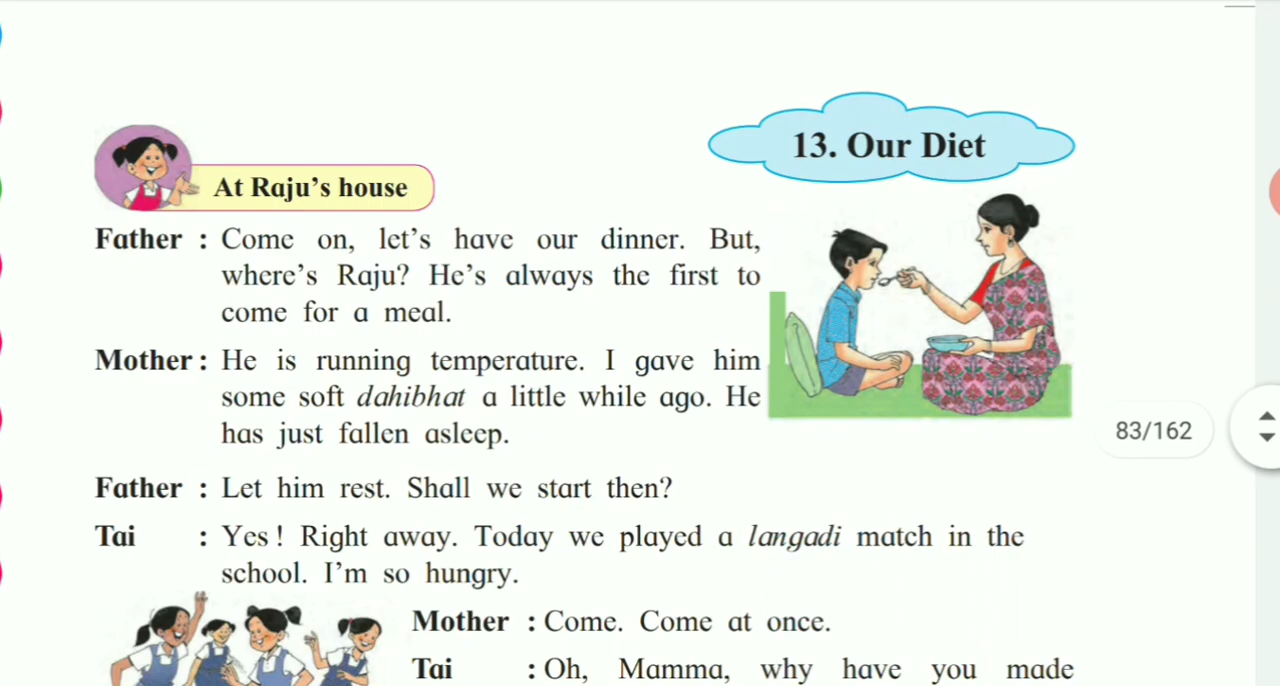 13. Our Diet
At Raju's house
Father : Come on, let's have our dinner. But,
where's Raju? He's always the first to
come for a meal.
Mother : He is running temperature. I gave him
some soft dahibhat a little while ago. He
has just fallen asleep.
83/162
Father : Let him rest. Shall we start then?
Tai : Yes! Right away. Today we played a langadi match in the
school. I'm so hungry.
Mother : Come. Come at once.
Tai : Oh, Mamma, why have you made